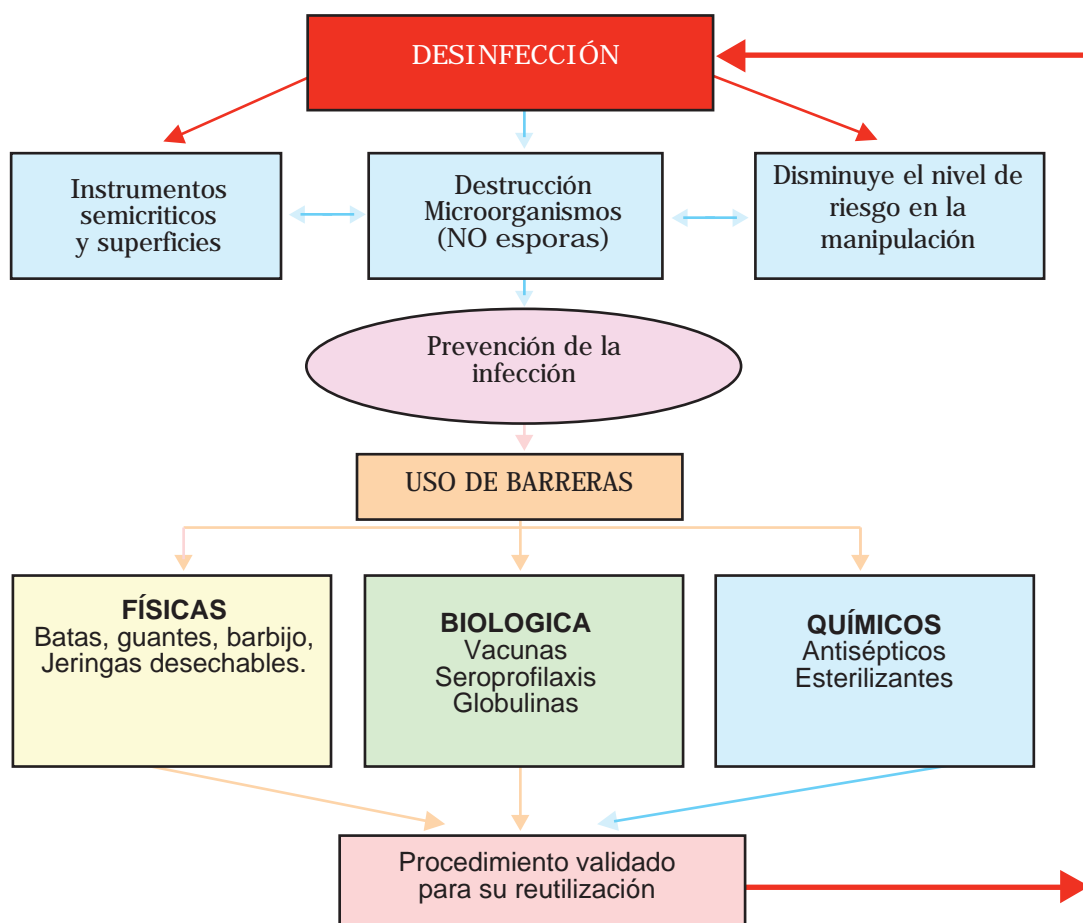 DESINFECCIÓN
Instrumentos
semicriticos
y superficies
Destrucción
Microorganismos
(NO esporas)
Disminuye el nivel de
riesgo en la
manipulación
Prevención de la
infección
USO DE BARRERAS
FÍSICAS
Batas, guantes, barbijo,
Jeringas desechables.
BIOLOGICA
Vacunas
Seroprofilaxis
Globulinas
QUÍMICOS
Antisépticos
Esterilizantes
Procedimiento validado
para su reutilización